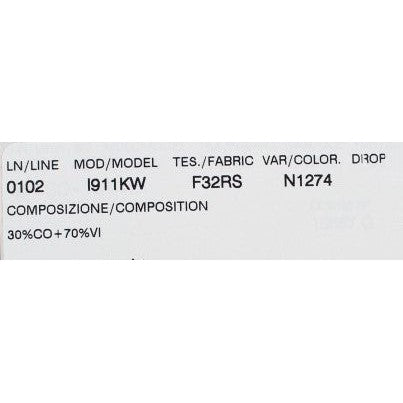 LN/LINE MOD/MODEL TES./FABRIC VAR/COLOR. DROP
0102 I911KW F32RS N1274
COMPOSIZIONE/COMPOSITION
30%CO+70%VI